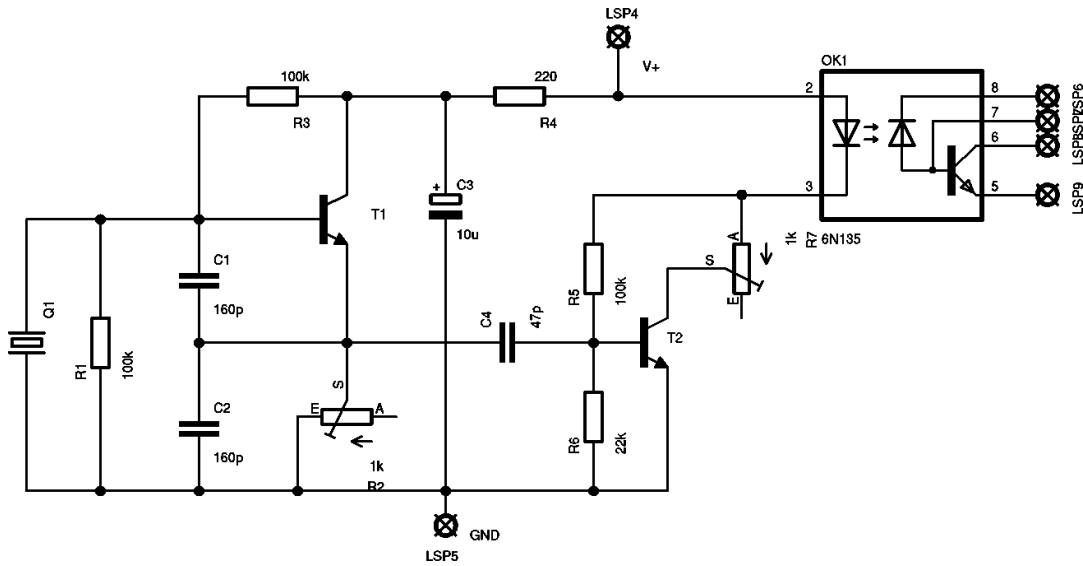 LSP4
V+
OK1
100k
R3
220
R4
2
8
LSP6
7
6
3
5
LSP9
6N135
1k
R7
A
S
E
C3
+
10u
T1
C1
160p
Q1
R1
100k
C4
47p
R5
100k
T2
S
E
A
C2
160p
1k
R2
R6
22k
GND
LSP5